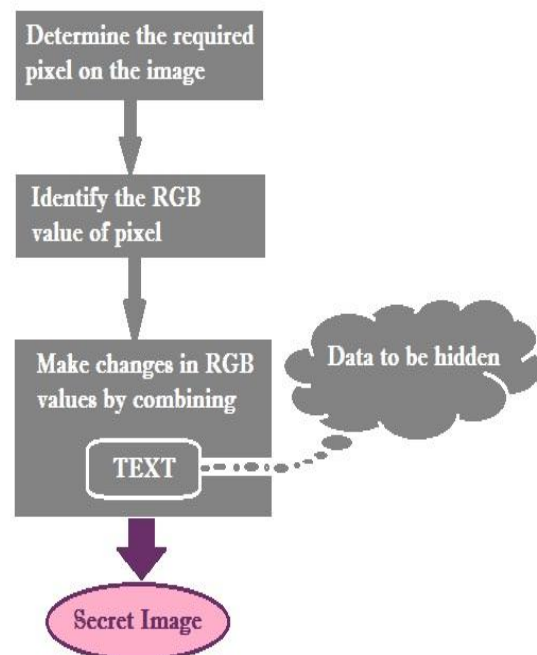 Determine the required
pixel on the image
Identify the RGB
value of pixel
Make changes in RGB
values by combining
TEXT
Data to be hidden
Secret Image